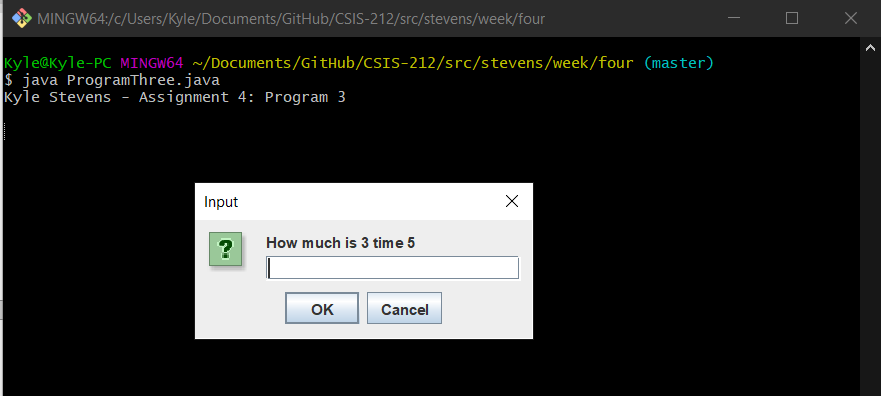 MINGW64:/c/Users/Kyle/Documents/GitHub/CSIS-212/src/stevens/week/four
Kyle@Kyle-PC MINGW64 ~/Documents/GitHub/CSIS-212/src/stevens/week/four (master)
$ java ProgramThree.java
Kyle Stevens - Assignment 4: Program 3
Input
?
How much is 3 time 5
OK Cancel